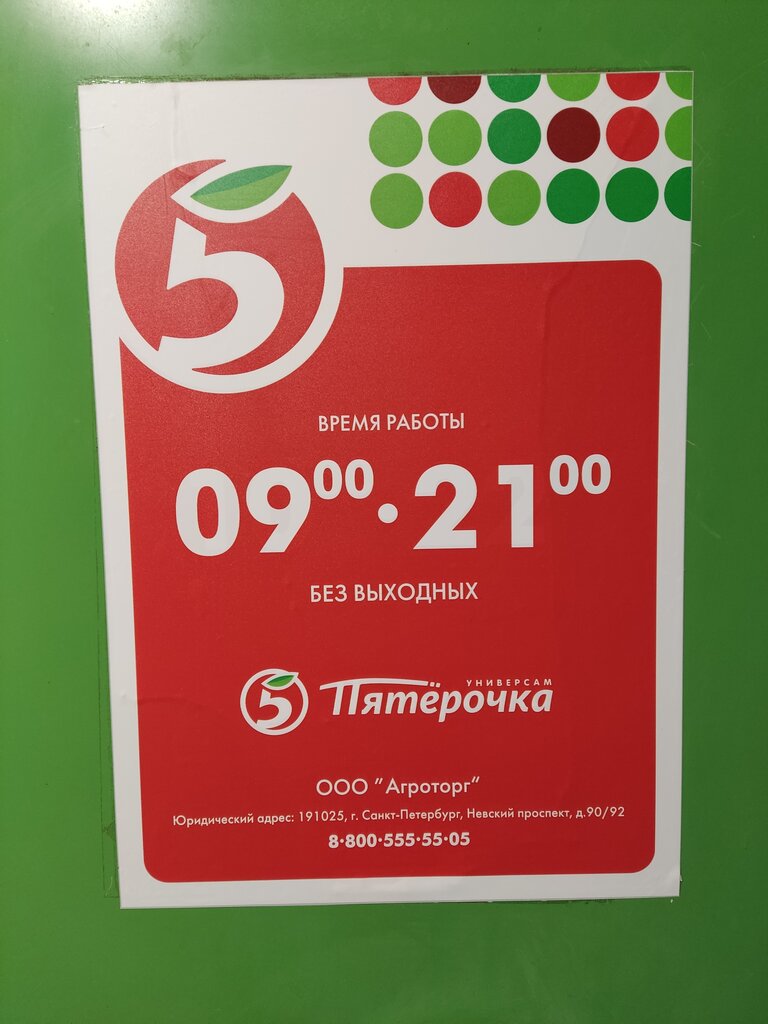 5
ВРЕМЯ РАБОТЫ
09⁰⁰·21⁰⁰
БЕЗ ВЫХОДНЫХ
5 УНИВЕРСАМ
Пятёрочка
ООО "Агроторг"
Юридический адрес: 191025, г. Санкт-Петербург, Невский проспект, д.90/92
8·800·555·55·05